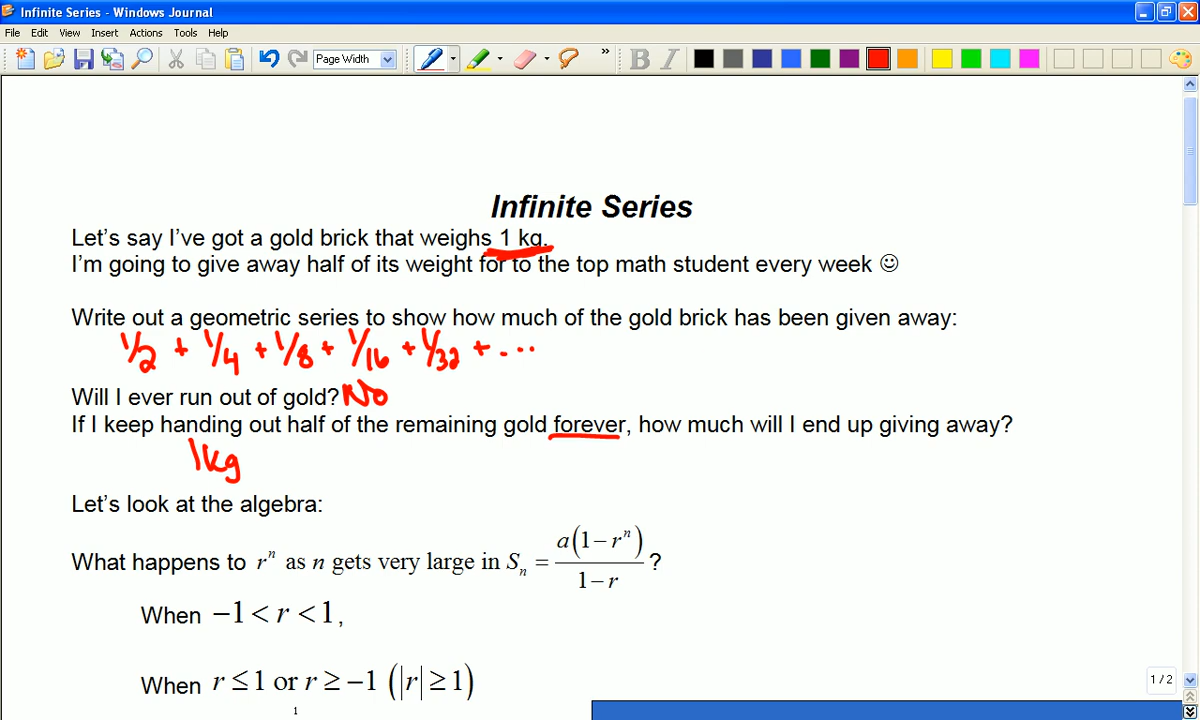 Infinite Series - Windows Journal
File Edit View Insert Actions Tools Help
Page Width
B I
Infinite Series
Let's say I've got a gold brick that weighs 1 kg.
I'm going to give away half of its weight for to the top math student every week ☺
Write out a geometric series to show how much of the gold brick has been given away:
1/2 + 1/4 + 1/8 + 1/16 + 1/32 + ...
Will I ever run out of gold? No
If I keep handing out half of the remaining gold forever, how much will I end up giving away?
1kg
Let's look at the algebra:
What happens to rⁿ as n gets very large in Sₙ = a(1−rⁿ)/(1−r) ?
When −1 < r < 1,
When r ≤ 1 or r ≥ −1 (|r| ≥ 1)
1
1 / 2